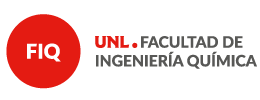 FIQ
UNL.FACULTAD DE
INGENIERÍA QUÍMICA